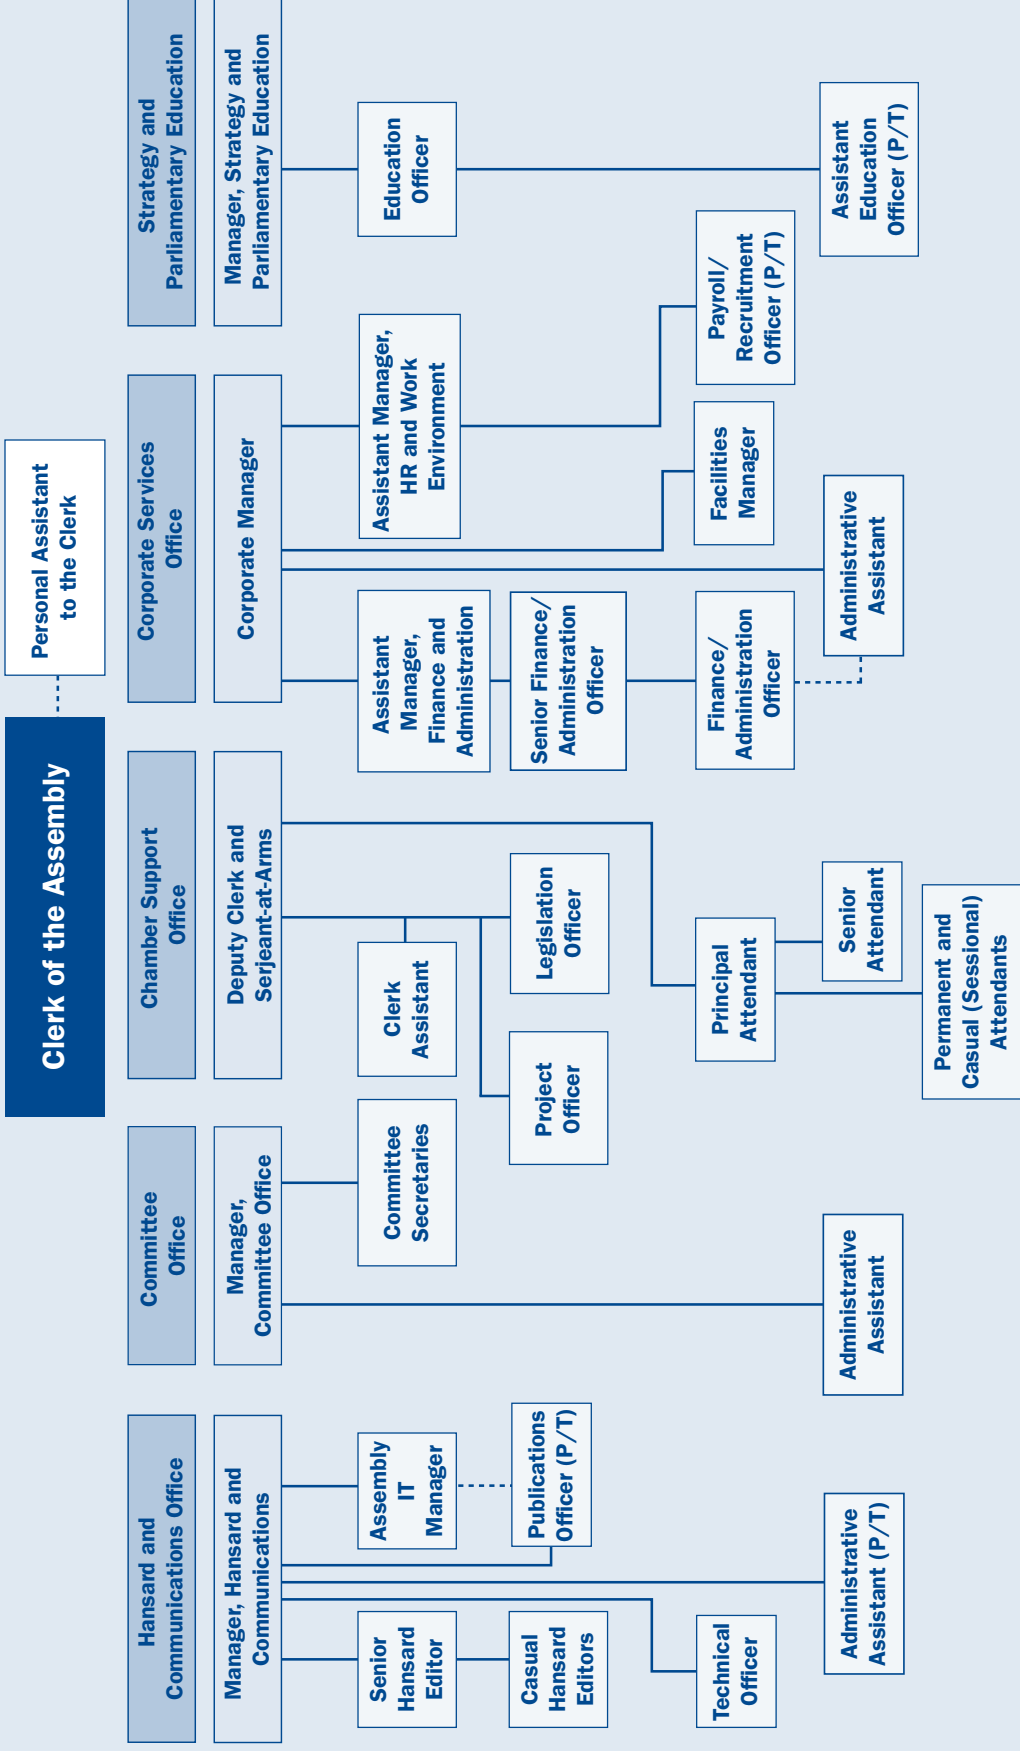 Clerk of the Assembly
Personal Assistant
to the Clerk
Hansard and
Communications Office
Manager, Hansard and
Communications
Senior
Hansard
Editor
Casual
Hansard
Editors
Technical
Officer
Assembly
IT
Manager
Publications
Officer (P/T)
Administrative
Assistant (P/T)
Committee
Office
Manager,
Committee Office
Committee
Secretaries
Administrative
Assistant
Chamber Support
Office
Deputy Clerk and
Serjeant-at-Arms
Clerk
Assistant
Project
Officer
Legislation
Officer
Principal
Attendant
Senior
Attendant
Permanent and
Casual (Sessional)
Attendants
Corporate Services
Office
Corporate Manager
Assistant
Manager,
Finance and
Administration
Senior Finance/
Administration
Officer
Finance/
Administration
Officer
Administrative
Assistant
Facilities
Manager
Assistant Manager,
HR and Work
Environment
Payroll/
Recruitment
Officer (P/T)
Strategy and
Parliamentary Education
Manager, Strategy and
Parliamentary Education
Education
Officer
Assistant
Education
Officer (P/T)